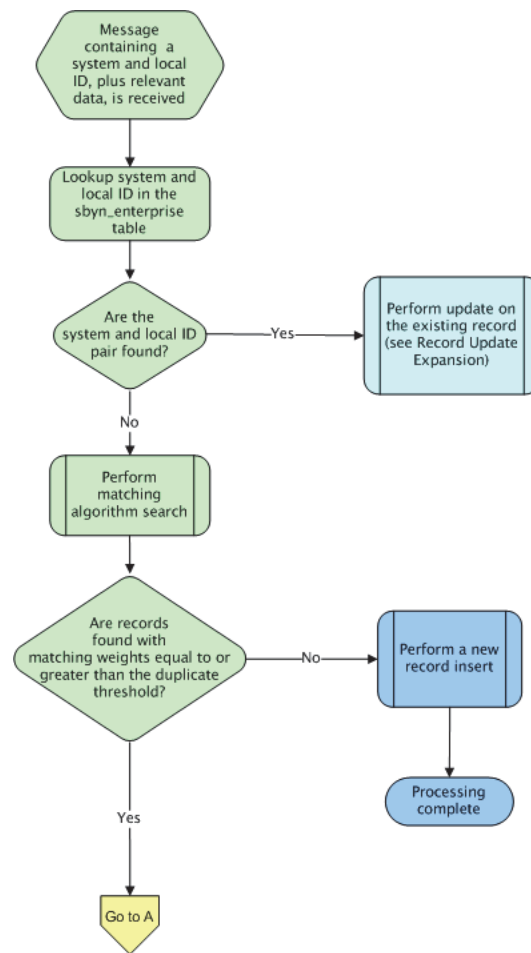 Message
containing a
system and local
ID, plus relevant
data, is received
Lookup system and
local ID in the
sbyn_enterprise
table
Are the
system and local ID
pair found?
Yes
Perform update on
the existing record
(see Record Update
Expansion)
No
Perform
matching
algorithm search
Are records
found with
matching weights equal to or
greater than the duplicate
threshold?
No
Perform a new
record insert
Processing
complete
Yes
Go to A